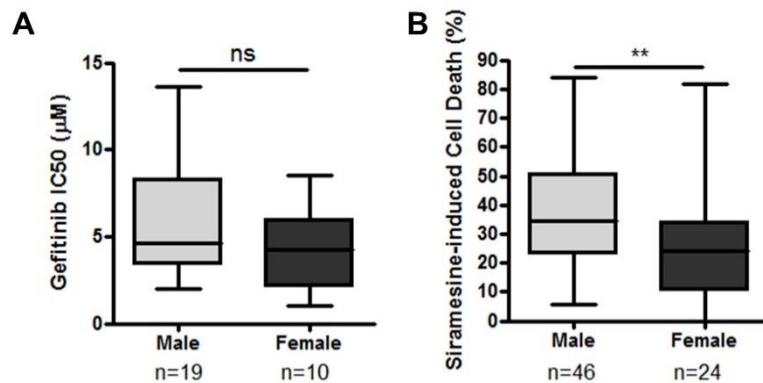 A
ns
Gefitinib IC50 (µM)
15
10
5
0
Male
Female
n=19
n=10
B
**
Siramesine-induced Cell Death (%)
90
80
70
60
50
40
30
20
10
0
Male
Female
n=46
n=24